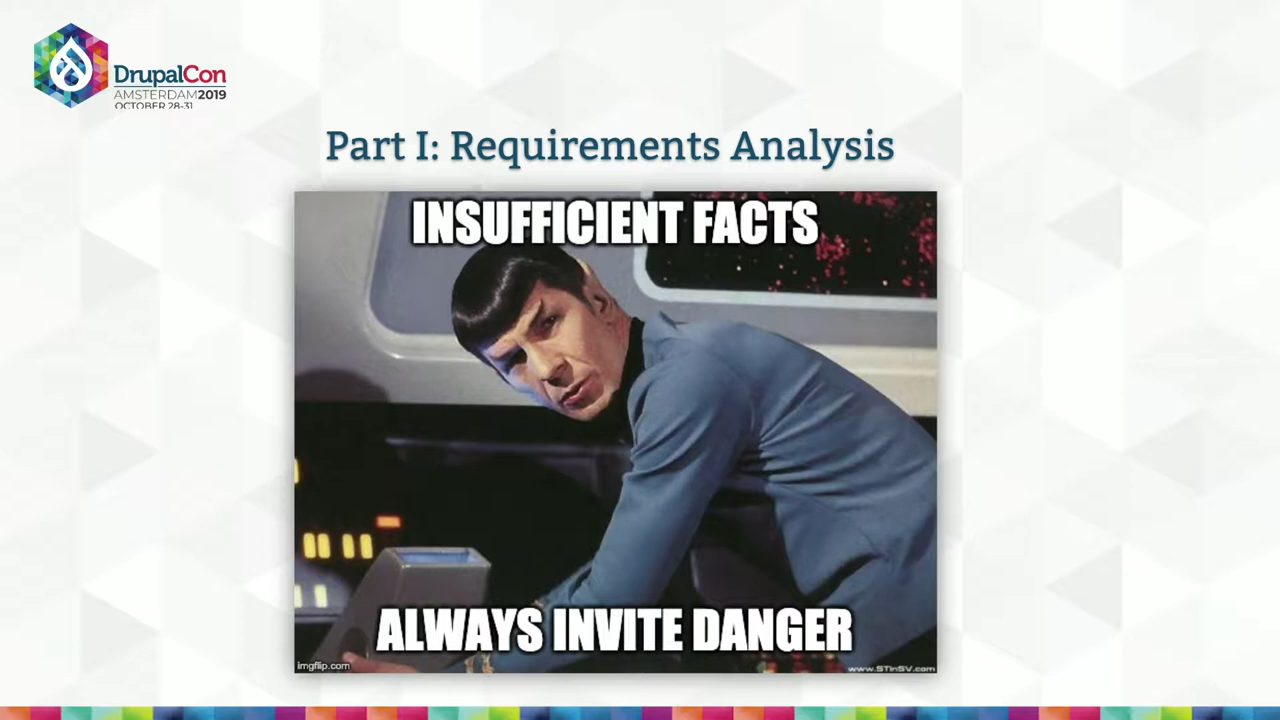 DrupalCon
AMSTERDAM2019
OCTOBER 28-31
Part I: Requirements Analysis
INSUFFICIENT FACTS
ALWAYS INVITE DANGER
imgflip.com
www.STinSV.com